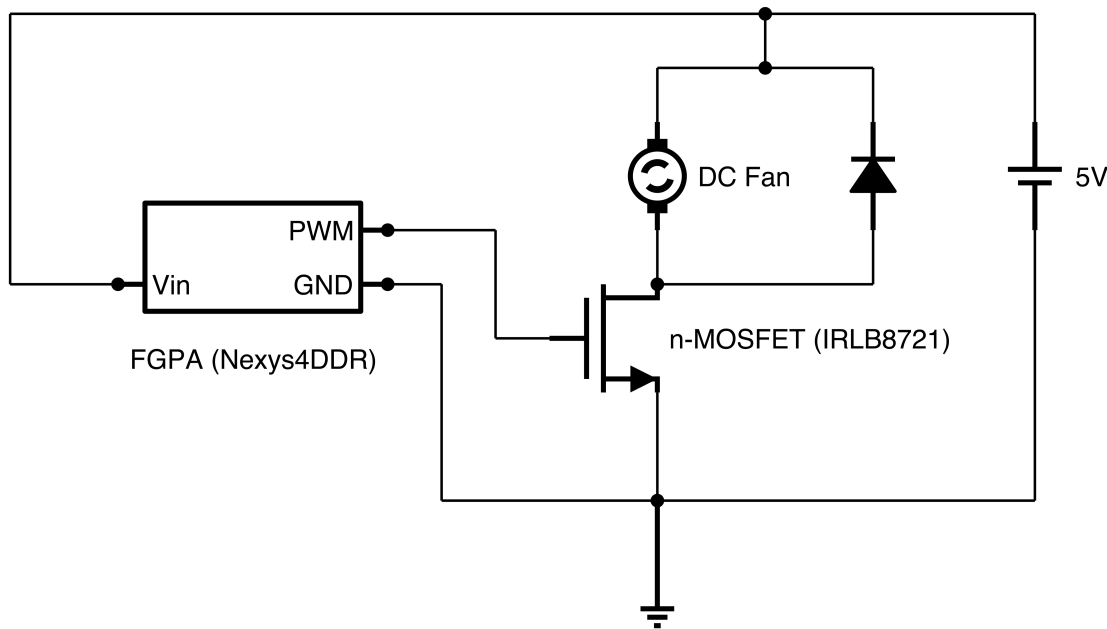 DC Fan
5V
PWM
Vin
GND
n-MOSFET (IRLB8721)
FGPA (Nexys4DDR)